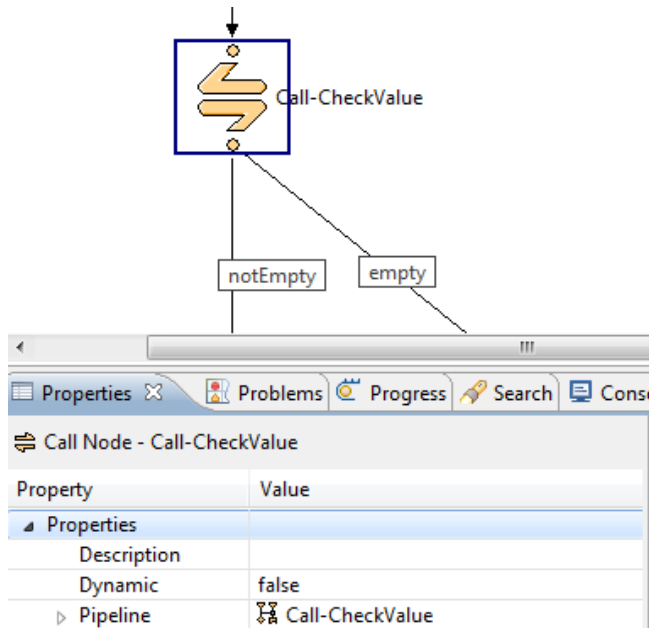 Call-CheckValue
notEmpty
empty
Properties Problems Progress Search Cons
Call Node - Call-CheckValue
Property Value
Properties
Description
Dynamic false
Pipeline Call-CheckValue